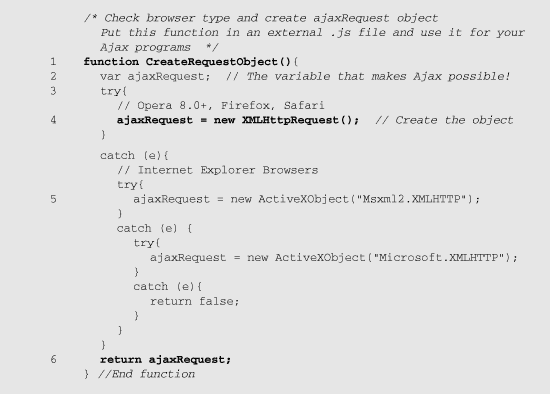 /* Check browser type and create ajaxRequest object
Put this function in an external .js file and use it for your
Ajax programs */
1 function CreateRequestObject(){
2 var ajaxRequest; // The variable that makes Ajax possible!
3 try{
// Opera 8.0+, Firefox, Safari
4 ajaxRequest = new XMLHttpRequest(); // Create the object
}
catch (e){
// Internet Explorer Browsers
try{
5 ajaxRequest = new ActiveXObject("Msxml2.XMLHTTP");
}
catch (e) {
try{
ajaxRequest = new ActiveXObject("Microsoft.XMLHTTP");
}
catch (e){
return false;
}
}
}
6 return ajaxRequest;
} //End function